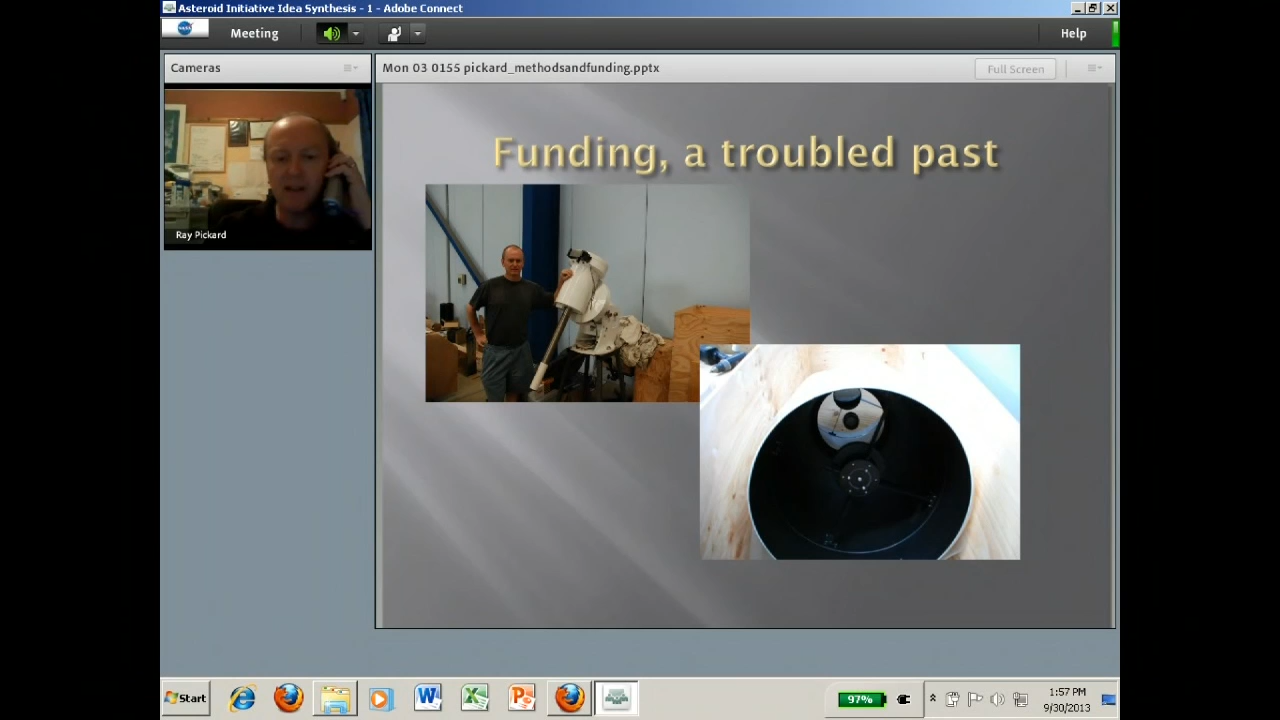 Asteroid Initiative Idea Synthesis - 1 - Adobe Connect
NASA
Meeting
Help
Cameras
Mon 03 0155 pickard_methodsandfunding.pptx
Full Screen
Funding, a troubled past
Ray Pickard
Start
97%
1:57 PM
9/30/2013